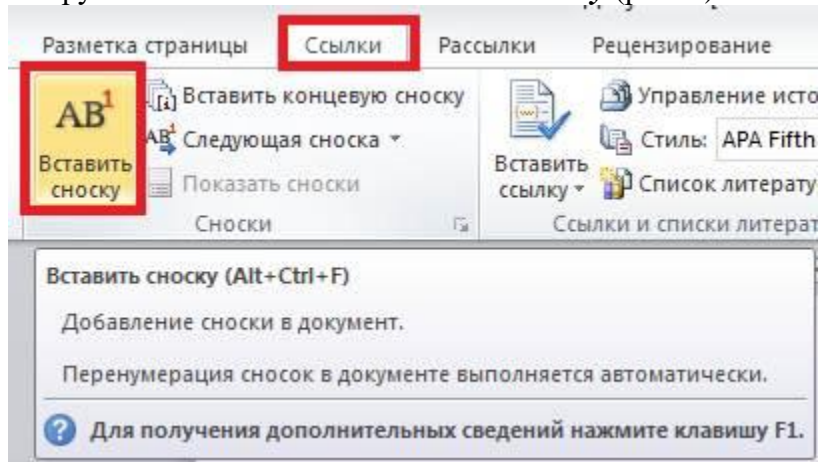 Разметка страницы Ссылки Рассылки Рецензирование
АВ¹ Вставить концевую сноску Управление исто
Следующая сноска Стиль: APA Fifth
Вставить сноску Показать сноски Вставить ссылку Список литерату
Сноски Ссылки и списки литерат
Вставить сноску (Alt+Ctrl+F)
Добавление сноски в документ.
Перенумерация сносок в документе выполняется автоматически.
Для получения дополнительных сведений нажмите клавишу F1.